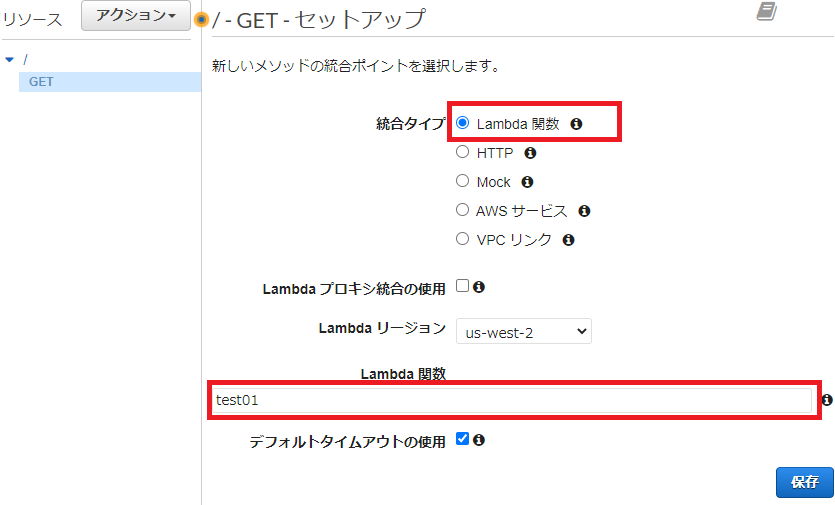 リソース
アクション
/ - GET - セットアップ
/
GET
新しいメソッドの統合ポイントを選択します。
統合タイプ
Lambda 関数
HTTP
Mock
AWS サービス
VPC リンク
Lambda プロキシ統合の使用
Lambda リージョン us-west-2
Lambda 関数
test01
デフォルトタイムアウトの使用
保存